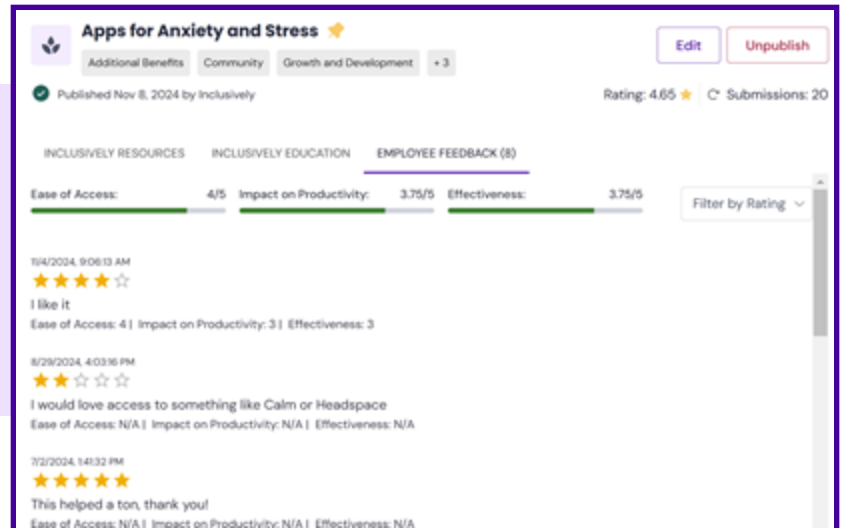 Apps for Anxiety and Stress
Edit
Unpublish
Additional Benefits
Community
Growth and Development
+ 3
Published Nov 8, 2024 by Inclusively
Rating: 4.65
Submissions: 20
INCLUSIVELY RESOURCES
INCLUSIVELY EDUCATION
EMPLOYEE FEEDBACK (8)
Ease of Access: 4/5
Impact on Productivity: 3.75/5
Effectiveness: 3.75/5
Filter by Rating
11/4/2024, 9:06:13 AM
I like it
Ease of Access: 4 | Impact on Productivity: 3 | Effectiveness: 3
8/29/2024, 4:03:16 PM
I would love access to something like Calm or Headspace
Ease of Access: N/A | Impact on Productivity: N/A | Effectiveness: N/A
7/2/2024, 1:41:32 PM
This helped a ton, thank you!
Ease of Access: N/A | Impact on Productivity: N/A | Effectiveness: N/A